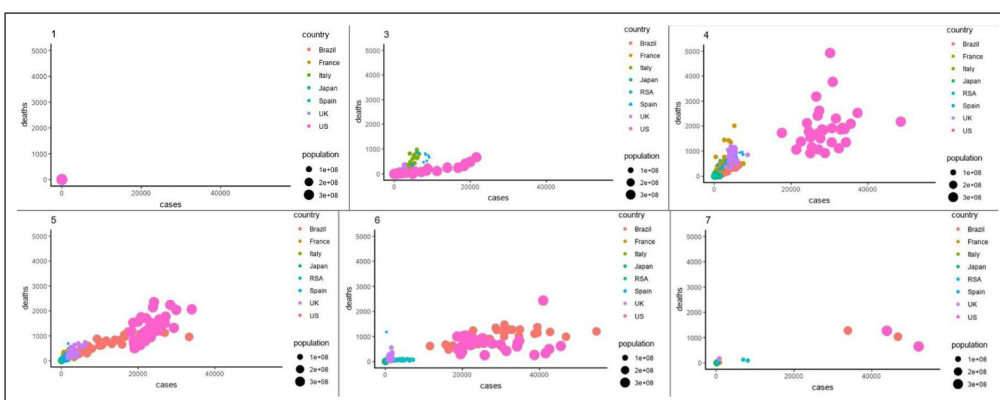 1
country
Brazil
France
Italy
Japan
Spain
UK
US
population
1e+08
2e+08
3e+08
deaths
5000
4000
3000
2000
1000
0
0
20000
40000
cases
3
country
Brazil
France
Italy
Japan
RSA
Spain
UK
US
population
1e+08
2e+08
3e+08
deaths
5000
4000
3000
2000
1000
0
0
20000
40000
cases
4
country
Brazil
France
Italy
Japan
RSA
Spain
UK
US
population
1e+08
2e+08
3e+08
deaths
5000
4000
3000
2000
1000
0
0
20000
40000
cases
5
country
Brazil
France
Italy
Japan
RSA
Spain
UK
US
population
1e+08
2e+08
3e+08
deaths
5000
4000
3000
2000
1000
0
0
20000
40000
cases
6
country
Brazil
France
Italy
Japan
RSA
Spain
UK
US
population
1e+08
2e+08
3e+08
deaths
5000
4000
3000
2000
1000
0
0
20000
40000
cases
7
country
Brazil
France
Italy
Japan
RSA
Spain
UK
US
population
1e+08
2e+08
3e+08
deaths
5000
4000
3000
2000
1000
0
0
20000
40000
cases